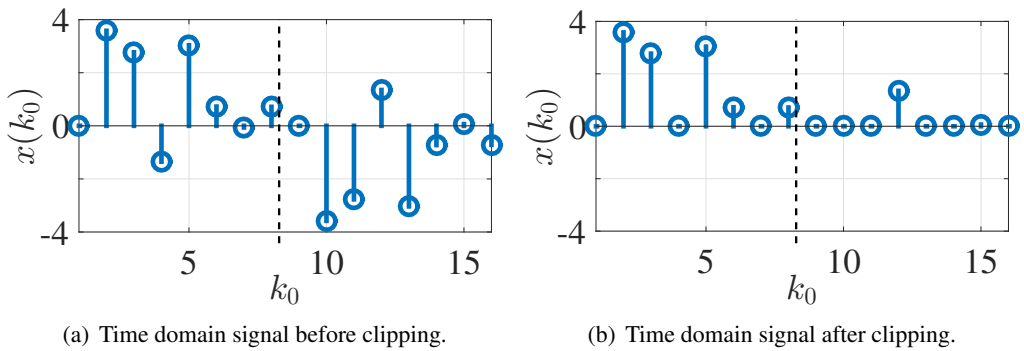 4
0
-4
x(k₀)
5
10
15
k₀
(a) Time domain signal before clipping.
4
0
-4
x(k₀)
5
10
15
k₀
(b) Time domain signal after clipping.